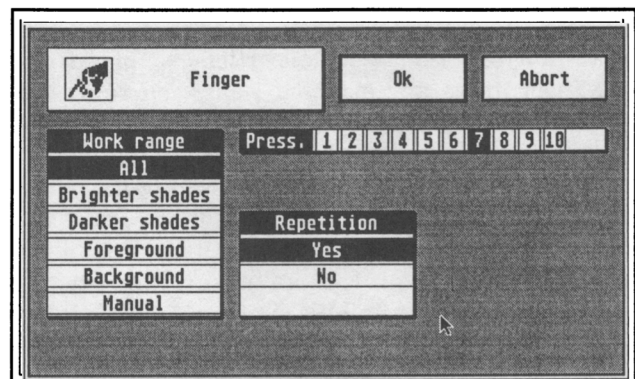 Finger
Ok
Abort
Work range
All
Brighter shades
Darker shades
Foreground
Background
Manual
Press. 1 2 3 4 5 6 7 8 9 10
Repetition
Yes
No